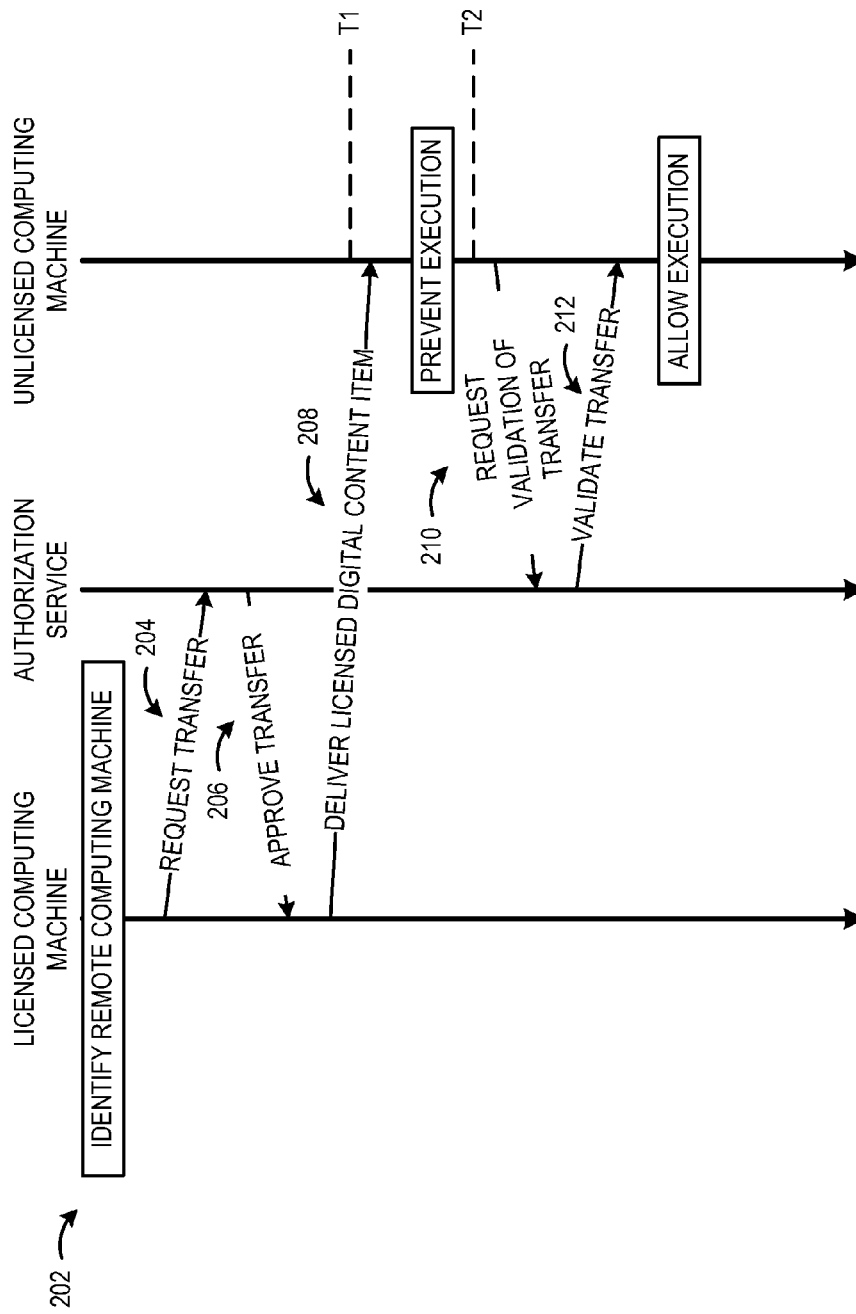 LICENSED COMPUTING
MACHINE
AUTHORIZATION
SERVICE
UNLICENSED COMPUTING
MACHINE
202
IDENTIFY REMOTE COMPUTING MACHINE
204
REQUEST TRANSFER
206
APPROVE TRANSFER
208
DELIVER LICENSED DIGITAL CONTENT ITEM
T1
PREVENT EXECUTION
T2
210
REQUEST
VALIDATION OF
TRANSFER
212
VALIDATE TRANSFER
ALLOW EXECUTION